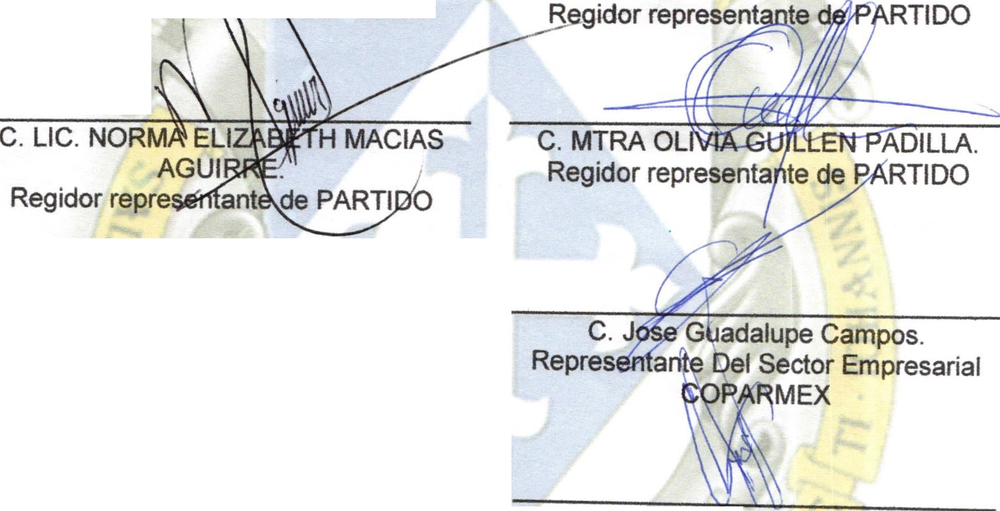 Regidor representante de PARTIDO
C. LIC. NORMA ELIZABETH MACIAS
AGUIRRE.
Regidor representante de PARTIDO
C. MTRA OLIVIA GUILLEN PADILLA.
Regidor representante de PARTIDO
C. Jose Guadalupe Campos.
Representante Del Sector Empresarial
COPARMEX